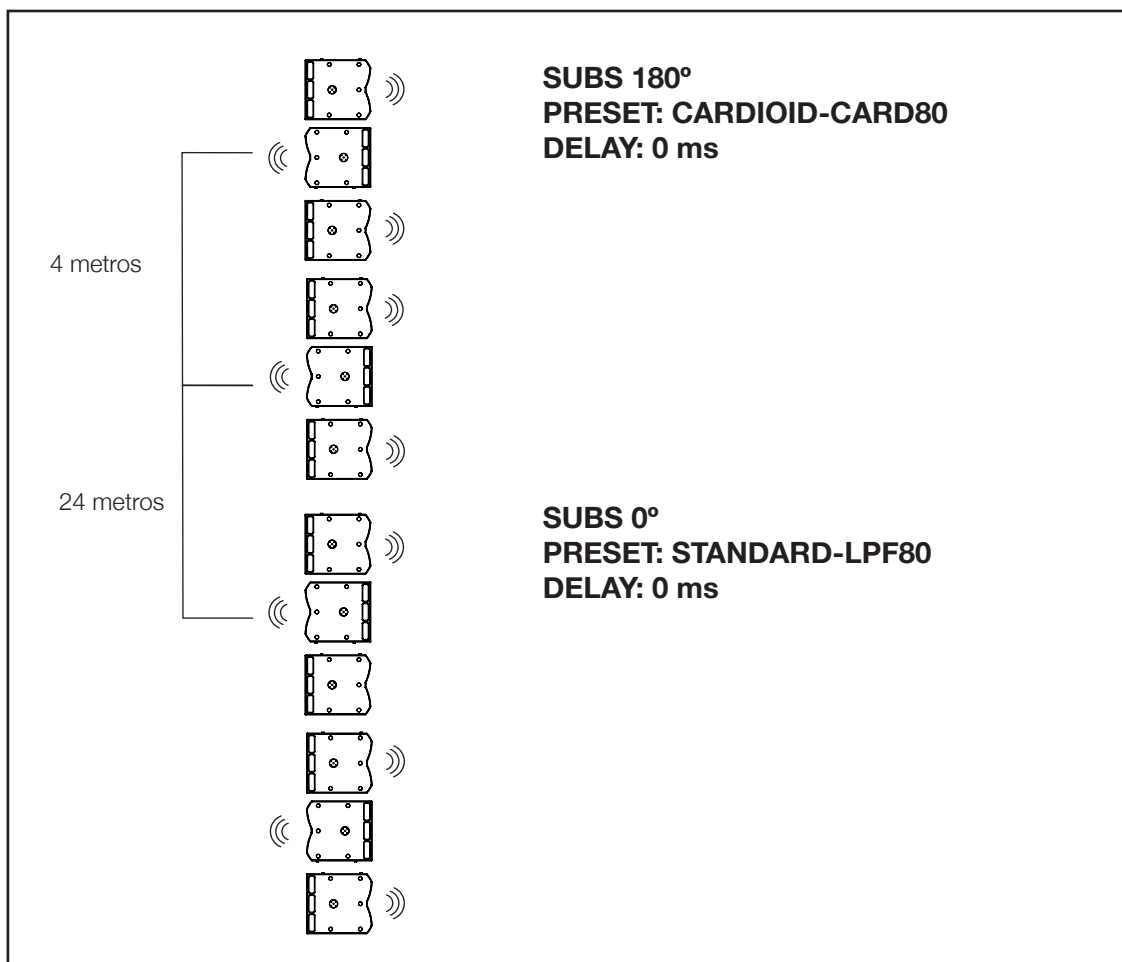 SUBS 180º
PRESET: CARDIOID-CARD80
DELAY: 0 ms
4 metros
24 metros
SUBS 0º
PRESET: STANDARD-LPF80
DELAY: 0 ms